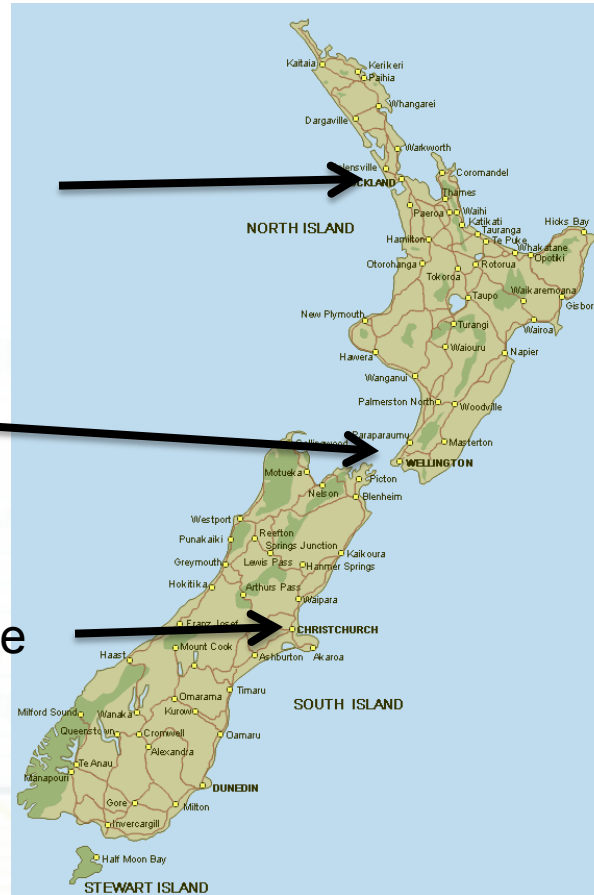 Kaitaia
Kerikeri
Paihia
Whangarei
Dargaville
Warkworth
Coromandel
Thames
NORTH ISLAND
Paeroa
Waihi
Katikati
Tauranga
Te Puke
Hicks Bay
Hamilton
Whakatane
Opotiki
Otorohanga
Tokoroa
Rotorua
Waikaremoana
Taupo
Gisbor
New Plymouth
Turangi
Wairoa
Hawera
Waiouru
Napier
Wanganui
Palmerston North
Woodville
Paraparaumu
Masterton
WELLINGTON
Motueka
Picton
Nelson
Blenheim
Westport
Reefton
Punakaiki
Springs Junction
Kaikoura
Greymouth
Lewis Pass
Hanmer Springs
Hokitika
Arthurs Pass
Waipara
e
Franz Josef
CHRISTCHURCH
Mount Cook
Haast
Ashburton
Akaroa
Timaru
Omarama
SOUTH ISLAND
Milford Sound
Wanaka
Kurow
Queenstown
Cromwell
Oamaru
Alexandra
Te Anau
Manapouri
DUNEDIN
Gore
Milton
Invercargill
Half Moon Bay
STEWART ISLAND